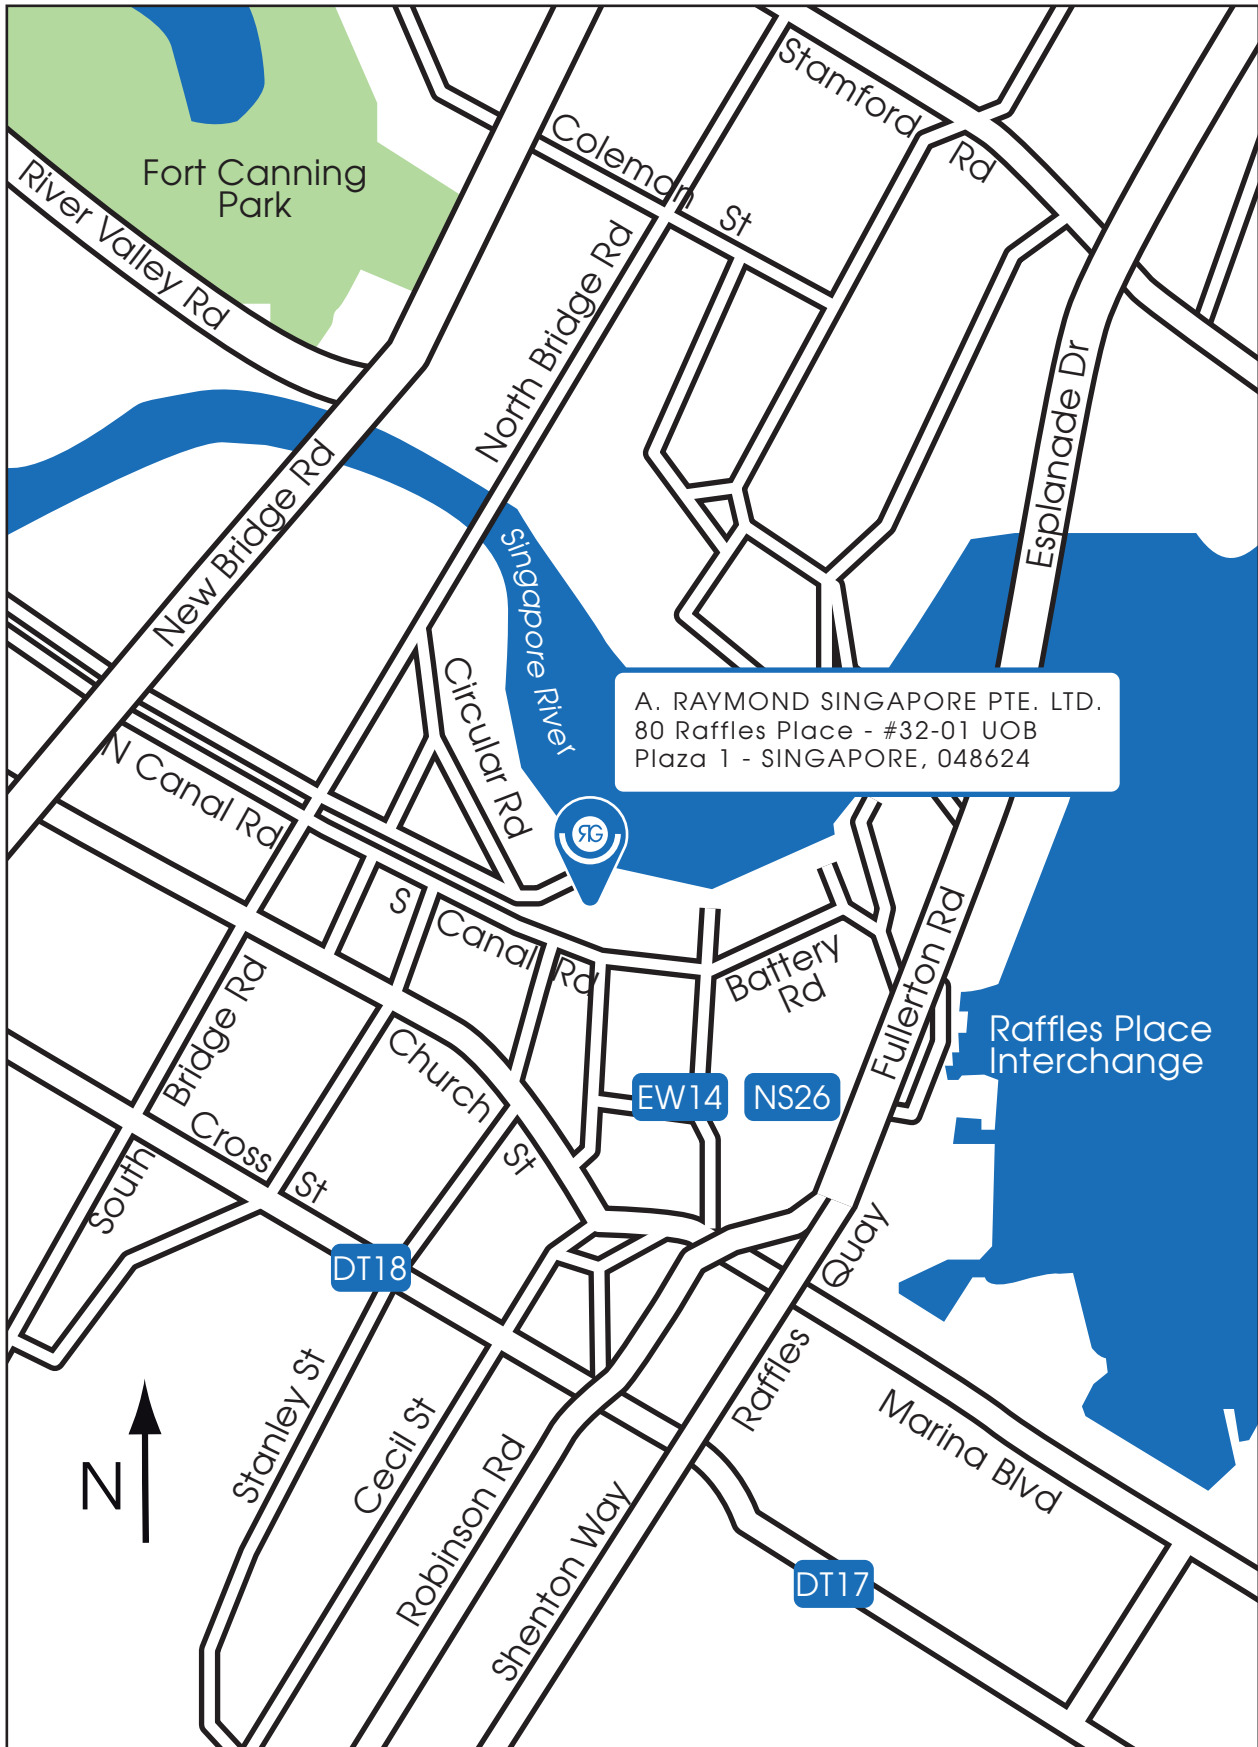 Stamford
Rd
Coleman
St
Fort Canning
Park
River Valley Rd
North Bridge Rd
Esplanade Dr
New Bridge Rd
Singapore River
Circular Rd
A. RAYMOND SINGAPORE PTE. LTD.
80 Raffles Place - #32-01 UOB
Plaza 1 - SINGAPORE, 048624
N Canal Rd
RG
S
Canal
Rd
Battery
Rd
Fullerton Rd
Raffles Place
Interchange
Bridge Rd
South
Church
St
EW14
NS26
Cross
St
DT18
Quay
Raffles
Marina Blvd
Stanley St
Cecil St
Robinson Rd
Shenton Way
DT17
N